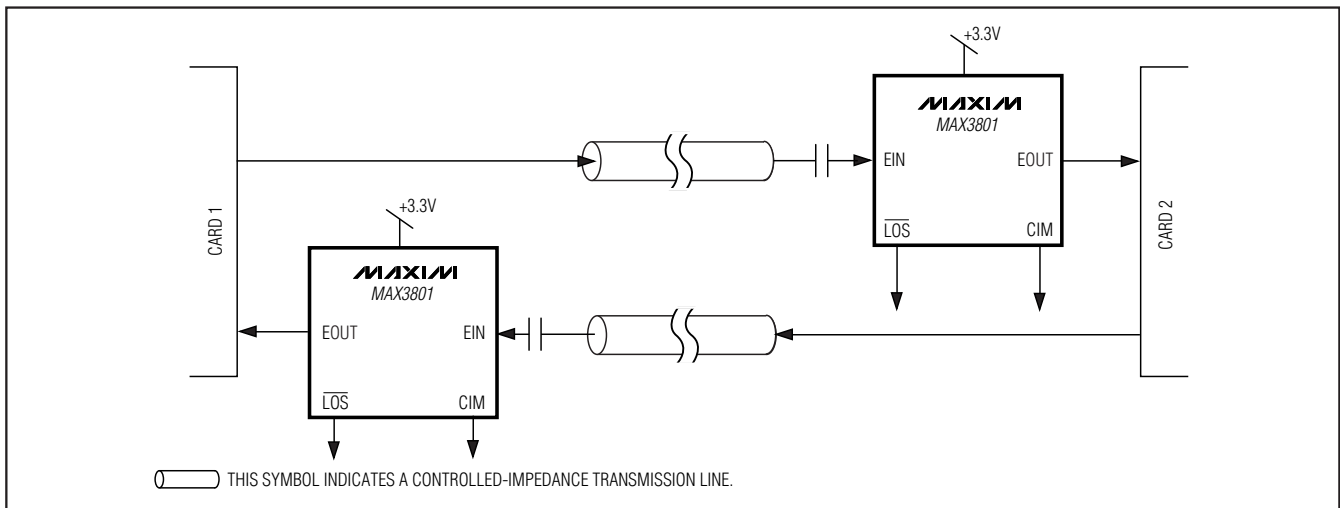 +3.3V
MAXIM
MAX3801
EIN
EOUT
LOS
CIM
CARD 1
CARD 2
+3.3V
MAXIM
MAX3801
EOUT
EIN
LOS
CIM
THIS SYMBOL INDICATES A CONTROLLED-IMPEDANCE TRANSMISSION LINE.